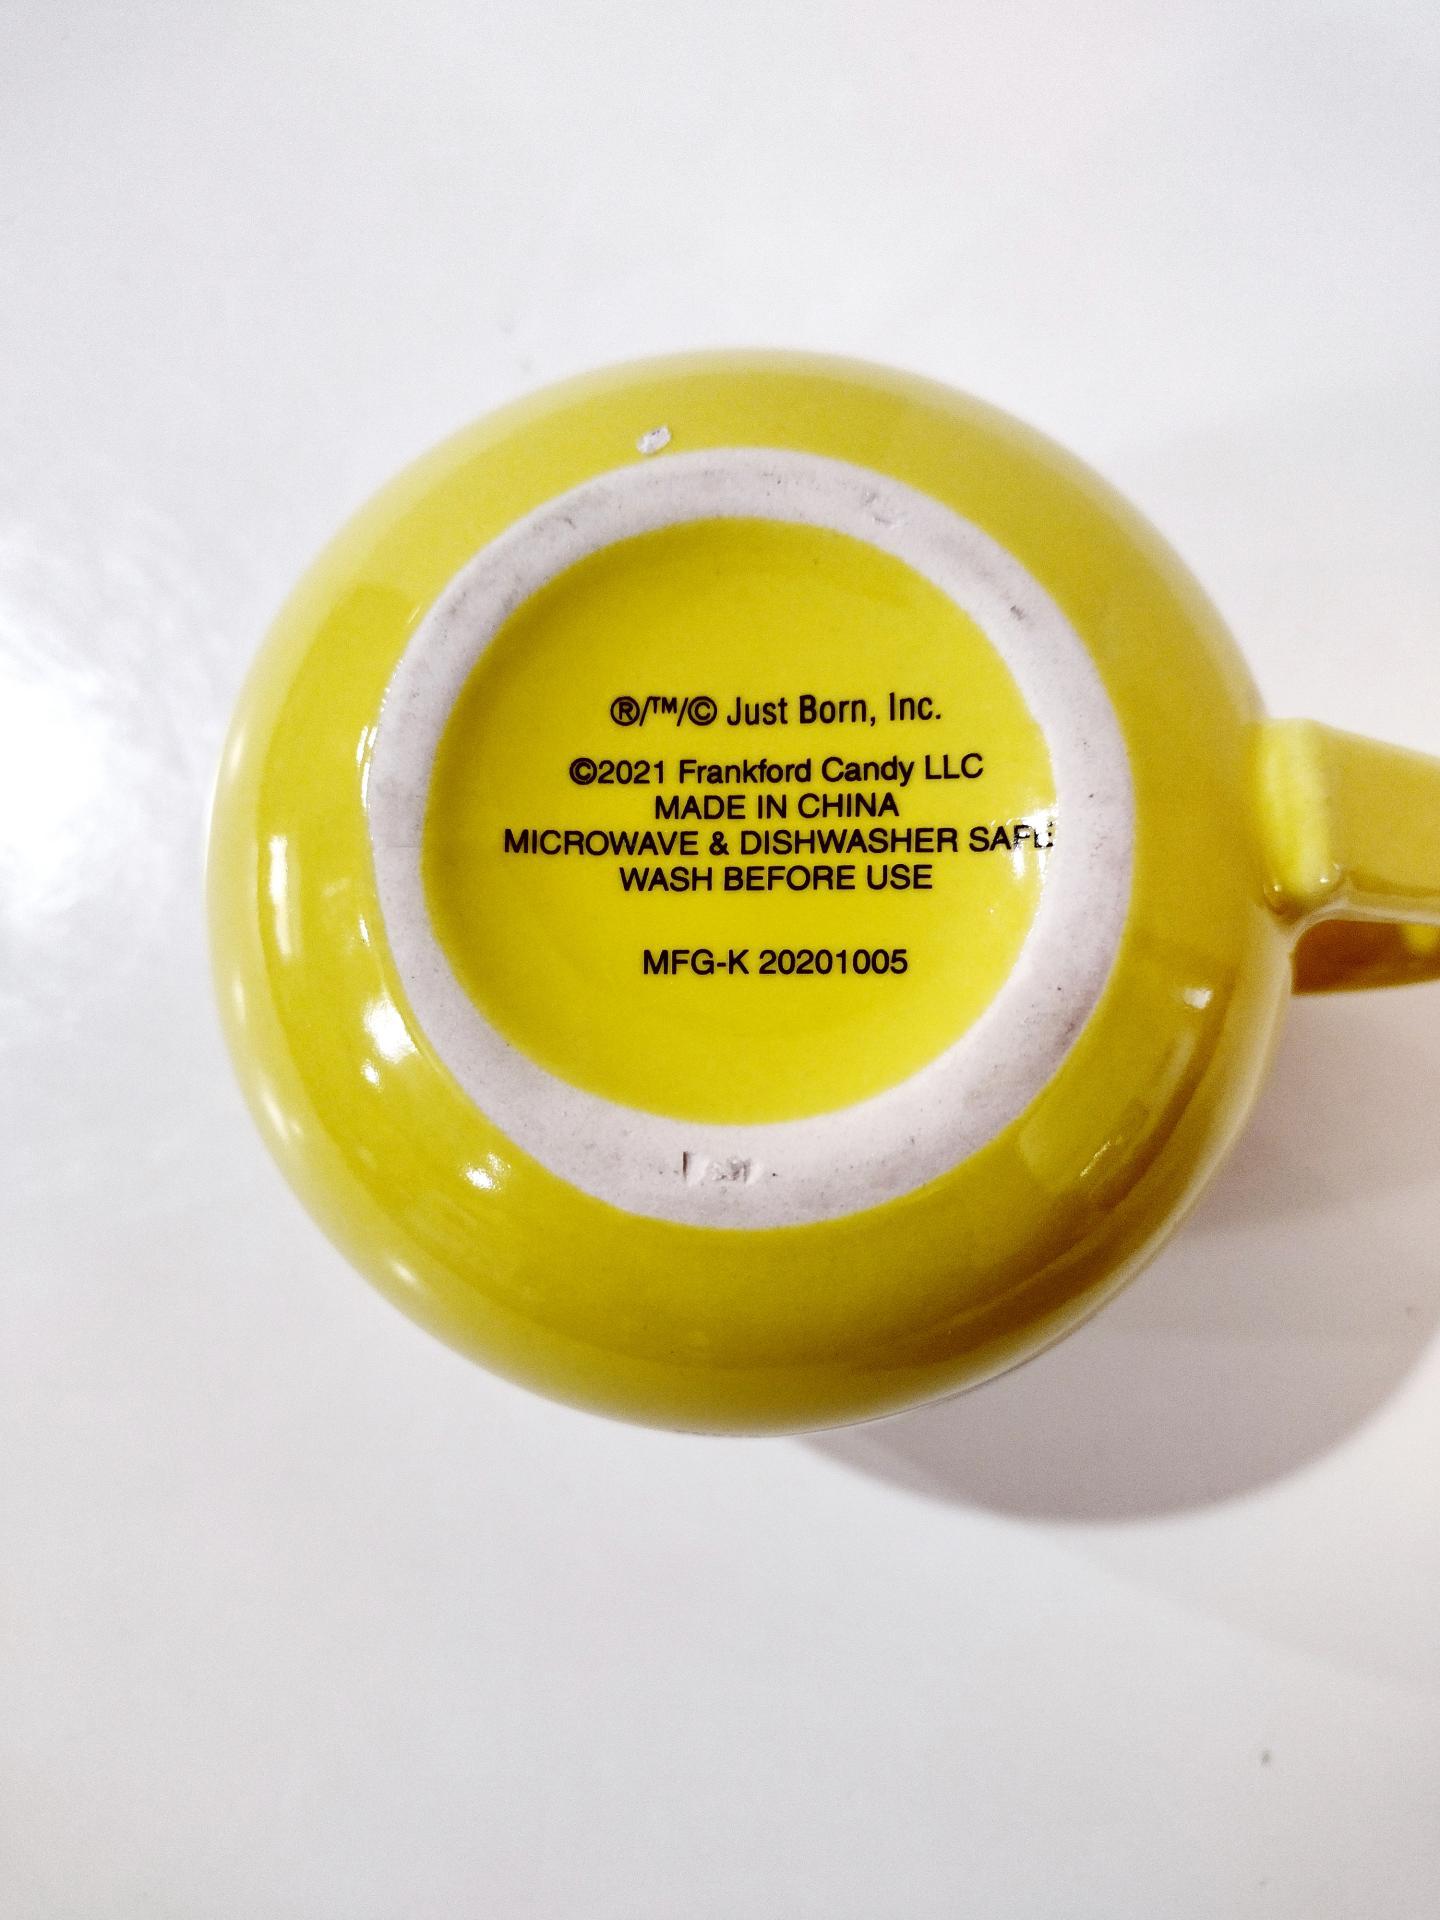 ®/™/© Just Born, Inc.
©2021 Frankford Candy LLC
MADE IN CHINA
MICROWAVE & DISHWASHER SAFE
WASH BEFORE USE
MFG-K 20201005